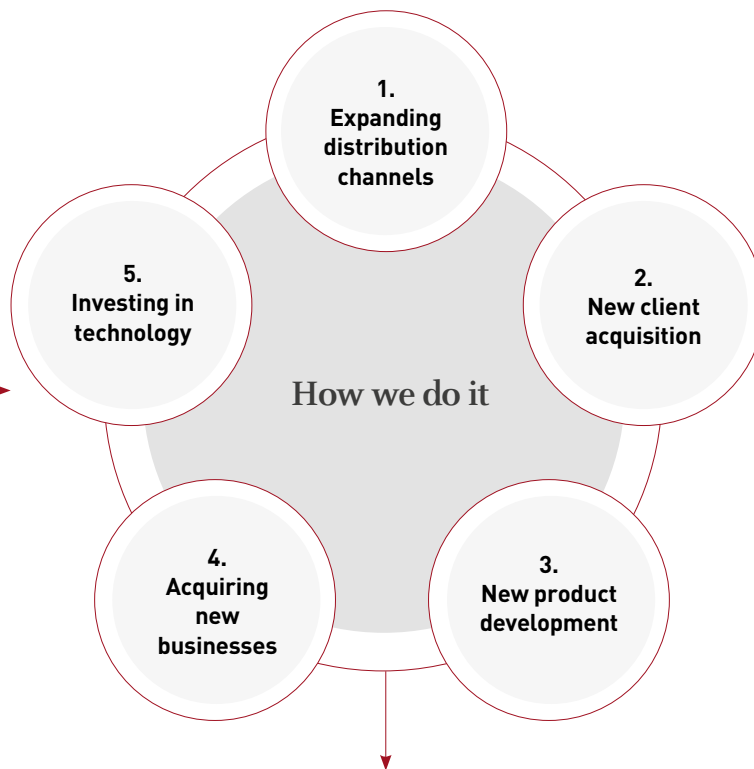 1.
Expanding
distribution
channels
2.
New client
acquisition
3.
New product
development
4.
Acquiring
new
businesses
5.
Investing in
technology
How we do it